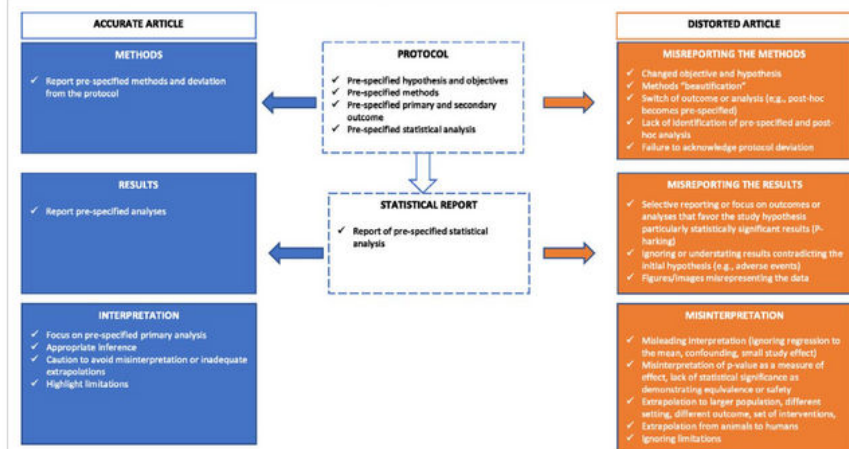 ACCURATE ARTICLE
METHODS
✓ Report pre-specified methods and deviation
from the protocol
RESULTS
✓ Report pre-specified analyses
INTERPRETATION
✓ Focus on pre-specified primary analysis
✓ Appropriate inference
✓ Caution to avoid misinterpretation or inadequate
extrapolations
✓ Highlight limitations
PROTOCOL
✓ Pre-specified hypothesis and objectives
✓ Pre-specified methods
✓ Pre-specified primary and secondary
outcome
✓ Pre-specified statistical analysis
STATISTICAL REPORT
✓ Report of pre-specified statistical
analysis
DISTORTED ARTICLE
MISREPORTING THE METHODS
✓ Changed objective and hypothesis
✓ Methods "beautification"
✓ Switch of outcome or analysis (e.g., post-hoc
becomes pre-specified)
✓ Lack of identification of pre-specified and post-
hoc analysis
✓ Failure to acknowledge protocol deviation
MISREPORTING THE RESULTS
✓ Selective reporting or focus on outcomes or
analyses that favor the study hypothesis
particularly statistically significant results (P-
harking)
✓ Ignoring or understating results contradicting the
initial hypothesis (e.g., adverse events)
✓ Figures/images misrepresenting the data
MISINTERPRETATION
✓ Misleading interpretation (Ignoring regression to
the mean, confounding, small study effect)
✓ Misinterpretation of p-value as a measure of
effect, lack of statistical significance as
demonstrating equivalence or safety
✓ Extrapolation to larger population, different
setting, different outcome, set of interventions,
✓ Extrapolation from animals to humans
✓ Ignoring limitations